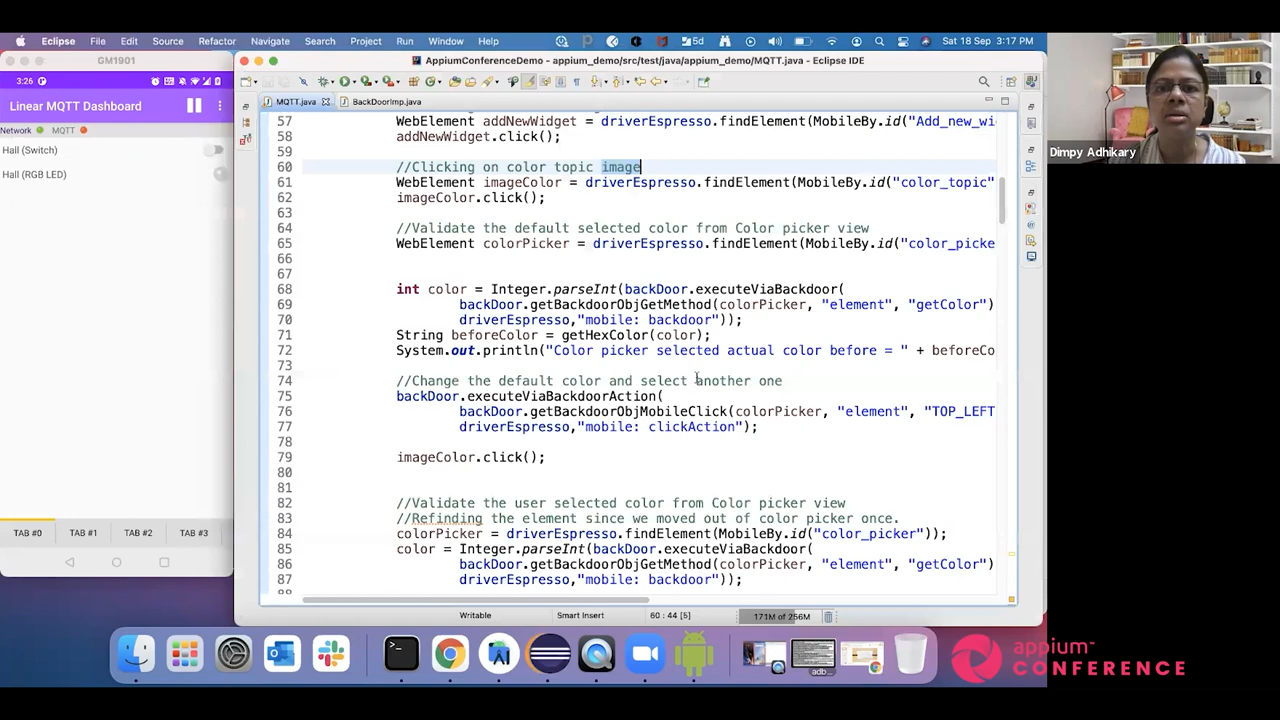 Eclipse File Edit Source Refactor Navigate Search Project Run Window Help
5d
Sat 18 Sep 3:17 PM
GM1901
AppiumConferenceDemo - appium_demo/src/test/java/appium_demo/MQTT.java - Eclipse IDE
3:26
Linear MQTT Dashboard
Network MQTT
Hall (Switch)
Hall (RGB LED)
TAB #0 TAB #1 TAB #2 TAB #3
MQTT.java BackDoorImp.java
57 WebElement addNewWidget = driverEspresso.findElement(MobileBy.id("Add_new_wi
58 addNewWidget.click();
59
60 //Clicking on color topic image
61 WebElement imageColor = driverEspresso.findElement(MobileBy.id("color_topic"
62 imageColor.click();
63
64 //Validate the default selected color from Color picker view
65 WebElement colorPicker = driverEspresso.findElement(MobileBy.id("color_picke
66
67
68 int color = Integer.parseInt(backDoor.executeViaBackdoor(
69 backDoor.getBackdoorObjGetMethod(colorPicker, "element", "getColor")
70 driverEspresso,"mobile: backdoor"));
71 String beforeColor = getHexColor(color);
72 System.out.println("Color picker selected actual color before = " + beforeCo
73
74 //Change the default color and select another one
75 backDoor.executeViaBackdoorAction(
76 backDoor.getBackdoorObjMobileClick(colorPicker, "element", "TOP_LEFT
77 driverEspresso,"mobile: clickAction");
78
79 imageColor.click();
80
81
82 //Validate the user selected color from Color picker view
83 //Refinding the element since we moved out of color picker once.
84 colorPicker = driverEspresso.findElement(MobileBy.id("color_picker"));
85 color = Integer.parseInt(backDoor.executeViaBackdoor(
86 backDoor.getBackdoorObjGetMethod(colorPicker, "element", "getColor")
87 driverEspresso,"mobile: backdoor"));
Writable Smart Insert 60 : 44 [5] 171M of 256M
Dimpy Adhikary
adb
appium™
CONFERENCE